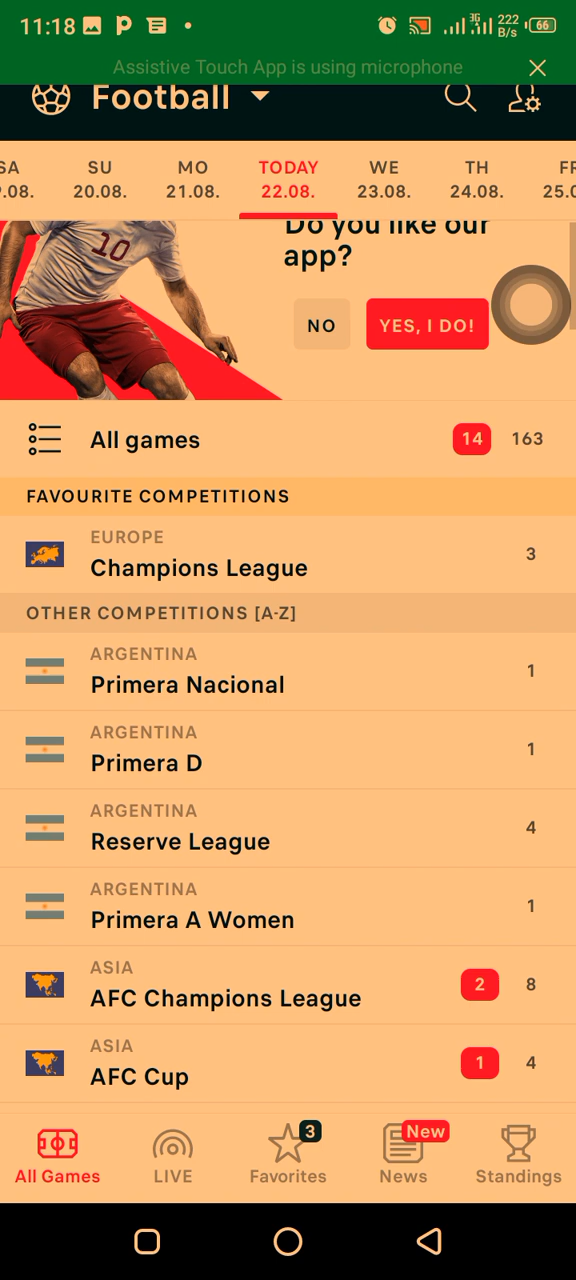 11:18
3G
222 B/s
66
Assistive Touch App is using microphone
Football
SA SU MO TODAY WE TH FR
.08. 20.08. 21.08. 22.08. 23.08. 24.08. 25.0
10
Do you like our
app?
NO YES, I DO!
All games 14 163
FAVOURITE COMPETITIONS
EUROPE
Champions League 3
OTHER COMPETITIONS [A-Z]
ARGENTINA
Primera Nacional 1
ARGENTINA
Primera D 1
ARGENTINA
Reserve League 4
ARGENTINA
Primera A Women 1
ASIA
AFC Champions League 2 8
ASIA
AFC Cup 1 4
3 New
All Games LIVE Favorites News Standings